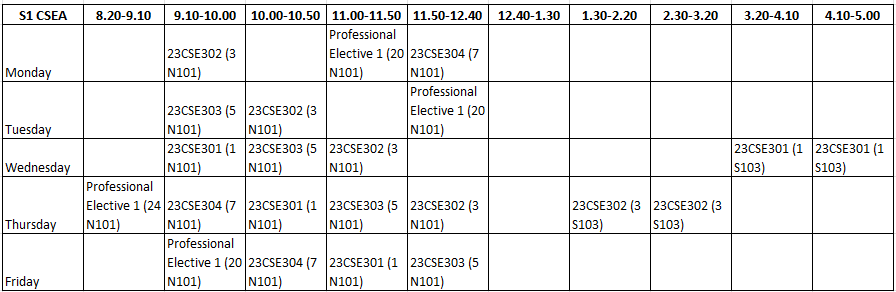 S1 CSEA 8.20-9.10 9.10-10.00 10.00-10.50 11.00-11.50 11.50-12.40 12.40-1.30 1.30-2.20 2.30-3.20 3.20-4.10 4.10-5.00
Monday
23CSE302 (3
N101)
Professional
Elective 1 (20
N101)
23CSE304 (7
N101)
Tuesday
23CSE303 (5
N101)
23CSE302 (3
N101)
Professional
Elective 1 (20
N101)
Wednesday
23CSE301 (1
N101)
23CSE303 (5
N101)
23CSE302 (3
N101)
23CSE301 (1
S103)
23CSE301 (1
S103)
Thursday
Professional
Elective 1 (24
N101)
23CSE304 (7
N101)
23CSE301 (1
N101)
23CSE303 (5
N101)
23CSE302 (3
N101)
23CSE302 (3
S103)
23CSE302 (3
S103)
Friday
Professional
Elective 1 (20
N101)
23CSE304 (7
N101)
23CSE301 (1
N101)
23CSE303 (5
N101)